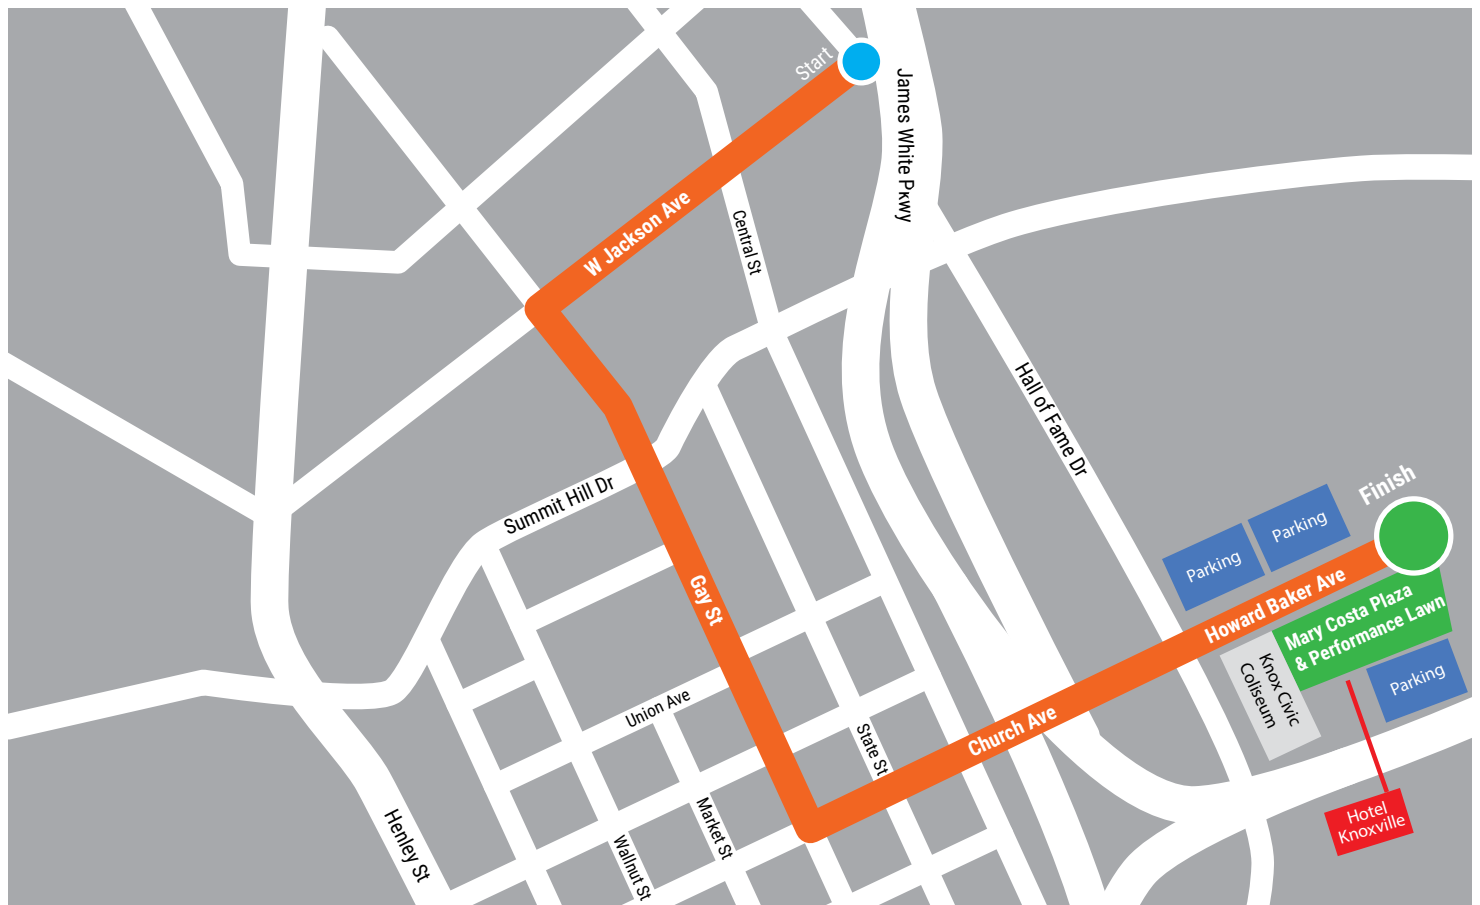 Start
James White Pkwy
W Jackson Ave
Central St
Hall of Fame Dr
Summit Hill Dr
Finish
Parking
Parking
Howard Baker Ave
Mary Costa Plaza
& Performance Lawn
Gay St
Knox Civic
Coliseum
Parking
Union Ave
Church Ave
State St
Market St
Wallnut St
Henley St
Hotel
Knoxville